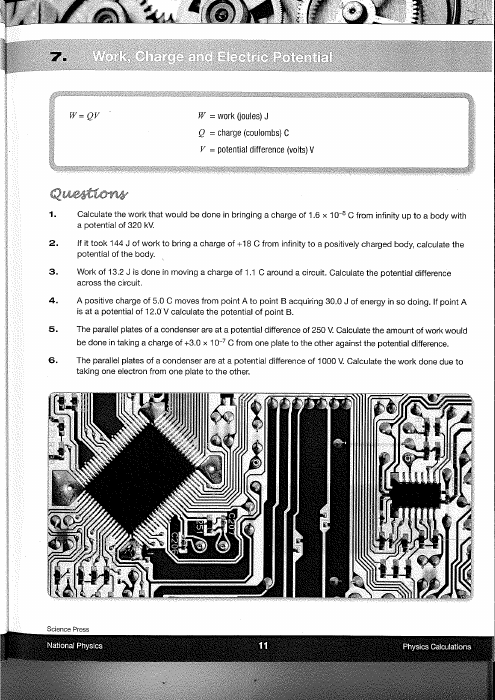 7. Work, Charge and Electric Potential
W = QV
W = work (joules) J
Q = charge (coulombs) C
V = potential difference (volts) V
Questions
1. Calculate the work that would be done in bringing a charge of 1.6 × 10⁻⁸ C from infinity up to a body with
a potential of 320 kV.
2. If it took 144 J of work to bring a charge of +18 C from infinity to a positively charged body, calculate the
potential of the body.
3. Work of 13.2 J is done in moving a charge of 1.1 C around a circuit. Calculate the potential difference
across the circuit.
4. A positive charge of 5.0 C moves from point A to point B acquiring 30.0 J of energy in so doing. If point A
is at a potential of 12.0 V calculate the potential of point B.
5. The parallel plates of a condenser are at a potential difference of 250 V. Calculate the amount of work would
be done in taking a charge of +3.0 × 10⁻⁷ C from one plate to the other against the potential difference.
6. The parallel plates of a condenser are at a potential difference of 1000 V. Calculate the work done due to
taking one electron from one plate to the other.
Science Press
National Physics
11
Physics Calculations